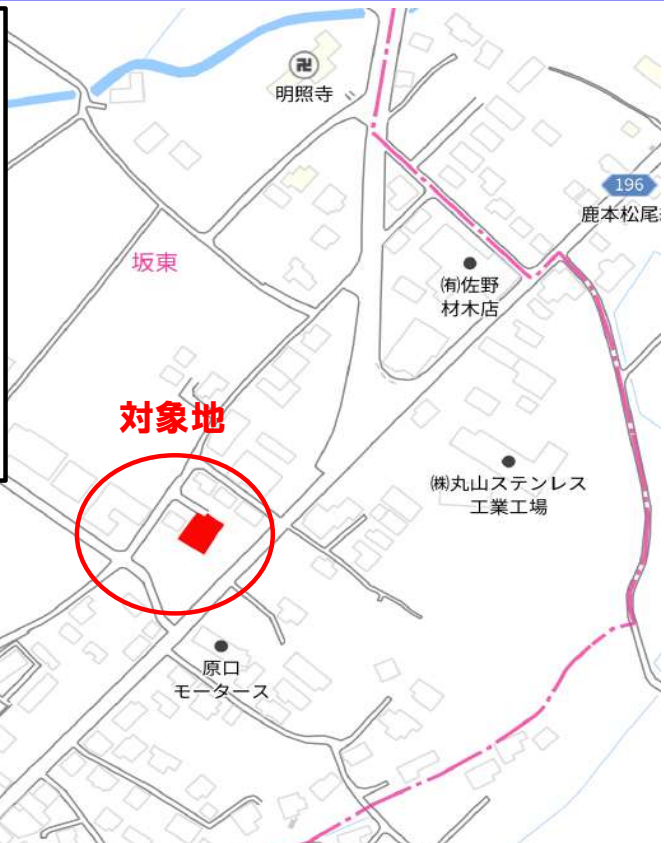 卍
明照寺
196
鹿本松尾
坂東
㈲佐野
材木店
対象地
㈱丸山ステンレス
工業工場
原口
モータース